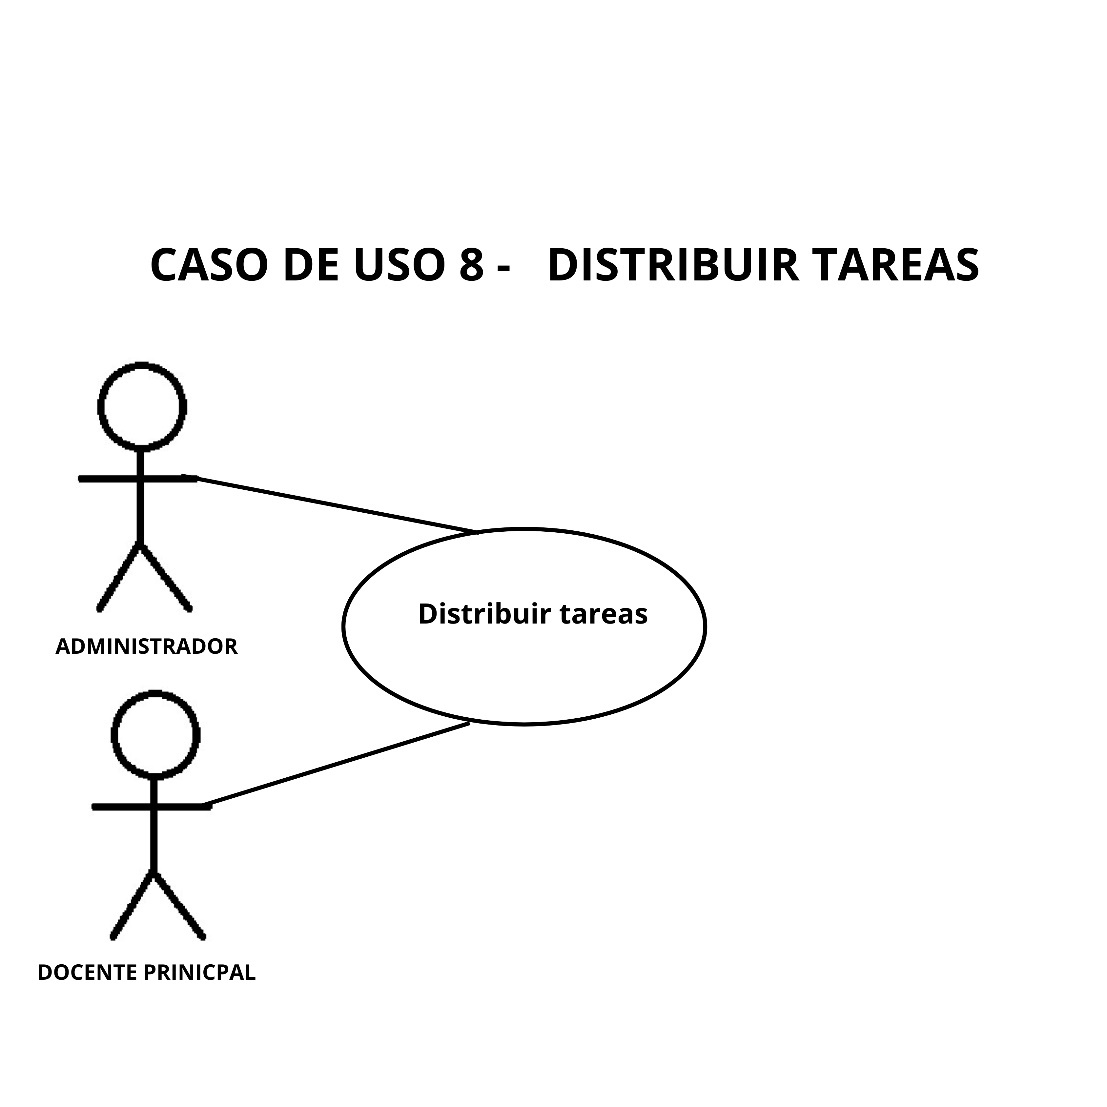 CASO DE USO 8 - DISTRIBUIR TAREAS
Distribuir tareas
ADMINISTRADOR
DOCENTE PRINICPAL